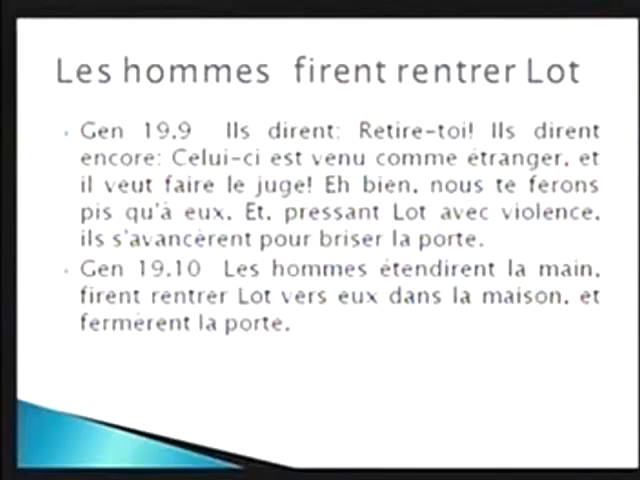 Les hommes firent rentrer Lot
Gen 19.9 Ils dirent: Retire-toi! Ils dirent
encore: Celui-ci est venu comme étranger, et
il veut faire le juge! Eh bien, nous te ferons
pis qu'à eux. Et, pressant Lot avec violence,
ils s'avancèrent pour briser la porte.
Gen 19.10 Les hommes étendirent la main,
firent rentrer Lot vers eux dans la maison, et
fermèrent la porte.